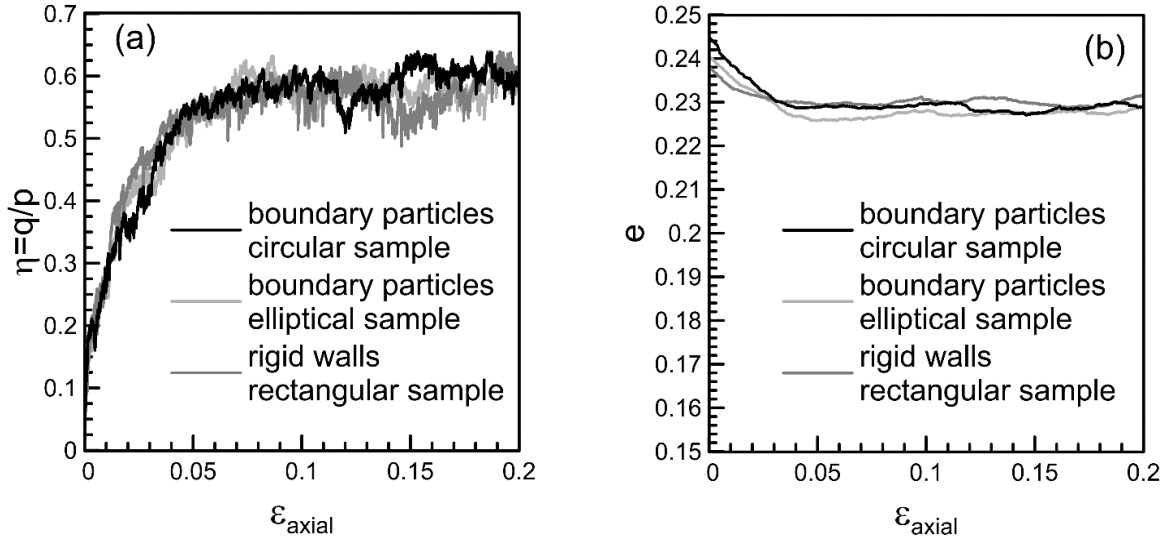 (a)
0.7
0.6
0.5
0.4
0.3
0.2
0.1
0
η=q/p
boundary particles
circular sample
boundary particles
elliptical sample
rigid walls
rectangular sample
0 0.05 0.1 0.15 0.2
εaxial
(b)
0.25
0.24
0.23
0.22
0.2
0.19
0.18
0.17
0.16
0.15
e
boundary particles
circular sample
boundary particles
elliptical sample
rigid walls
rectangular sample
0 0.05 0.1 0.15 0.2
εaxial